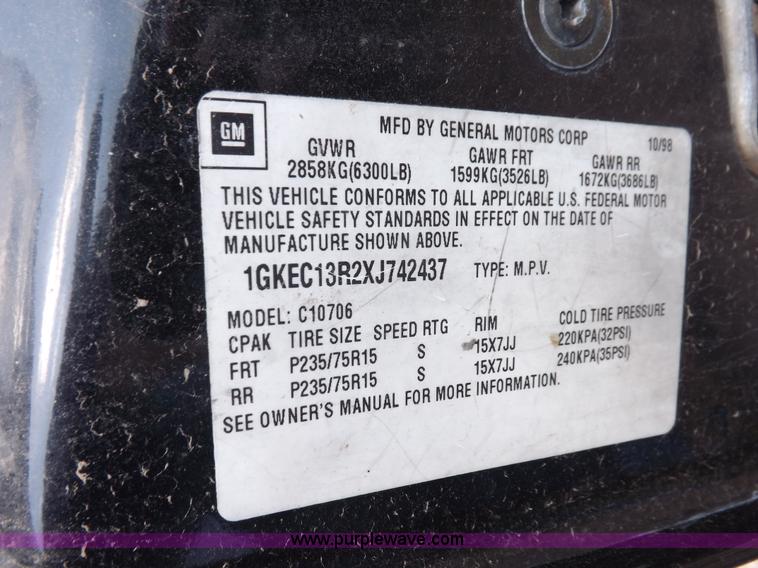 GM
MFD BY GENERAL MOTORS CORP 10/98
GVWR GAWR FRT GAWR RR
2858KG(6300LB) 1599KG(3526LB) 1672KG(3686LB)
THIS VEHICLE CONFORMS TO ALL APPLICABLE U.S. FEDERAL MOTOR
VEHICLE SAFETY STANDARDS IN EFFECT ON THE DATE OF
MANUFACTURE SHOWN ABOVE.
1GKEC13R2XJ742437 TYPE: M.P.V.
MODEL: C10706
CPAK TIRE SIZE SPEED RTG RIM COLD TIRE PRESSURE
FRT P235/75R15 S 15X7JJ 220KPA(32PSI)
RR P235/75R15 S 15X7JJ 240KPA(35PSI)
SEE OWNER'S MANUAL FOR MORE INFORMATION.
www.purplewave.com